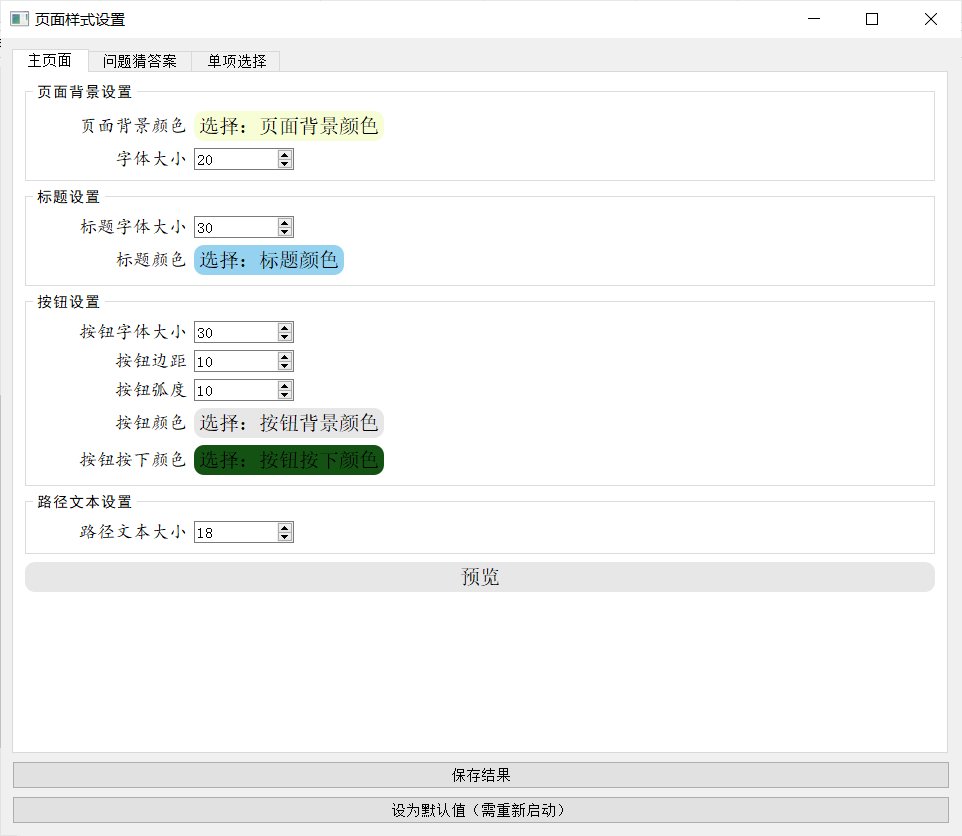 页面样式设置
主页面 问题猜答案 单项选择
页面背景设置
页面背景颜色 选择：页面背景颜色
字体大小 20
标题设置
标题字体大小 30
标题颜色 选择：标题颜色
按钮设置
按钮字体大小 30
按钮边距 10
按钮弧度 10
按钮颜色 选择：按钮背景颜色
按钮按下颜色 选择：按钮按下颜色
路径文本设置
路径文本大小 18
预览
保存结果
设为默认值（需重新启动）